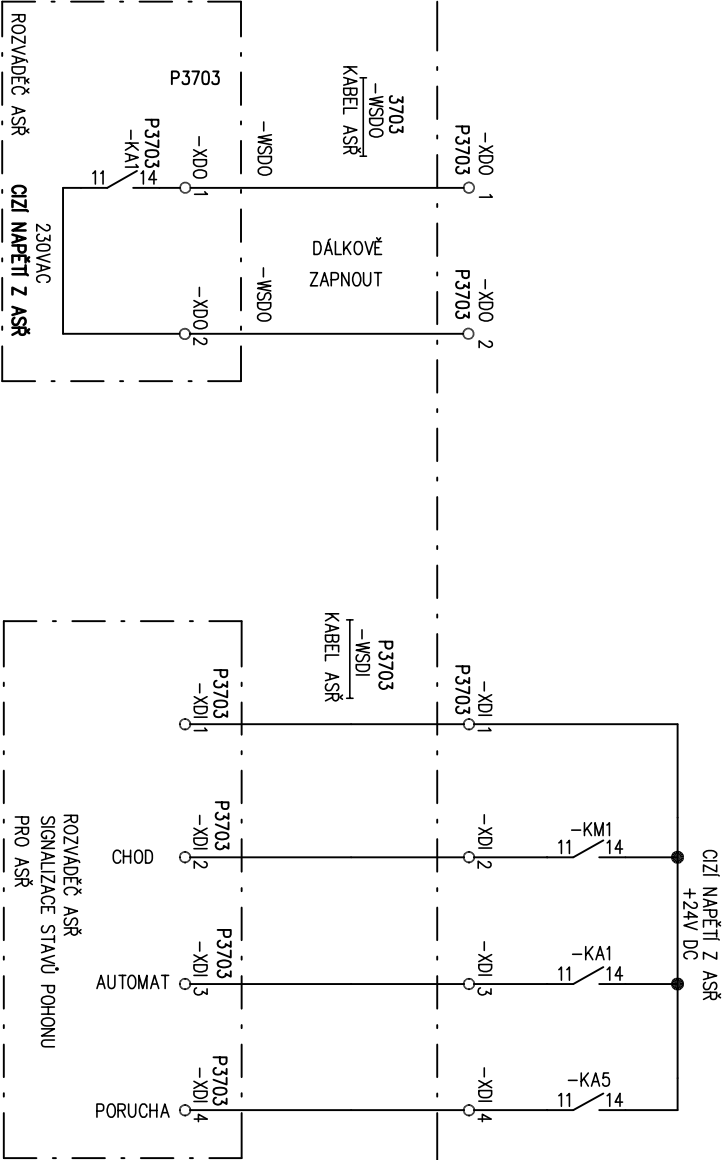 ROZVÁDĚČ ASŘ
CIZÍ NAPĚTÍ Z ASŘ
230VAC
P3703
P3703
-KA1
11
14
-XDO
1
-XDO
2
-WSDO
-WSDO
3703
-WSDO
KABEL ASŘ
DÁLKOVĚ
ZAPNOUT
-XDO
P3703
1
-XDO
P3703
2
P3703
-WSDI
KABEL ASŘ
P3703
-XDI
1
P3703
-XDI
2
P3703
-XDI
3
P3703
-XDI
4
CHOD
AUTOMAT
PORUCHA
ROZVÁDĚČ ASŘ
SIGNALIZACE STAVŮ POHONU
PRO ASŘ
-XDI
P3703
1
-XDI
2
-XDI
3
-XDI
4
-KM1
11
14
-KA1
11
14
-KA5
11
14
CIZÍ NAPĚTÍ Z ASŘ
+24V DC